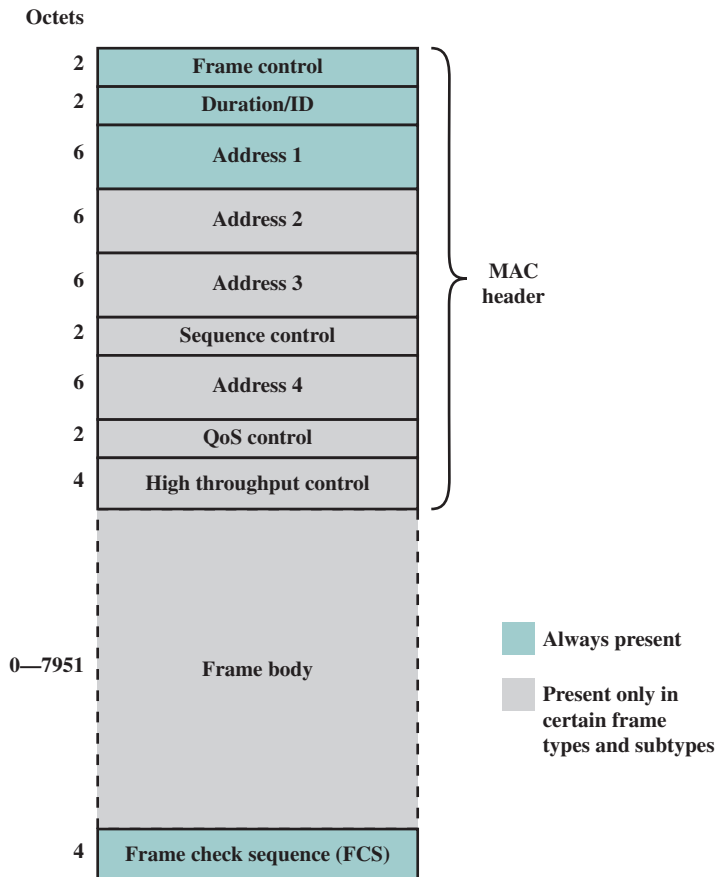 Octets
2 Frame control
2 Duration/ID
6 Address 1
6 Address 2
6 Address 3
2 Sequence control
6 Address 4
2 QoS control
4 High throughput control
MAC
header
0—7951 Frame body
Always present
Present only in
certain frame
types and subtypes
4 Frame check sequence (FCS)